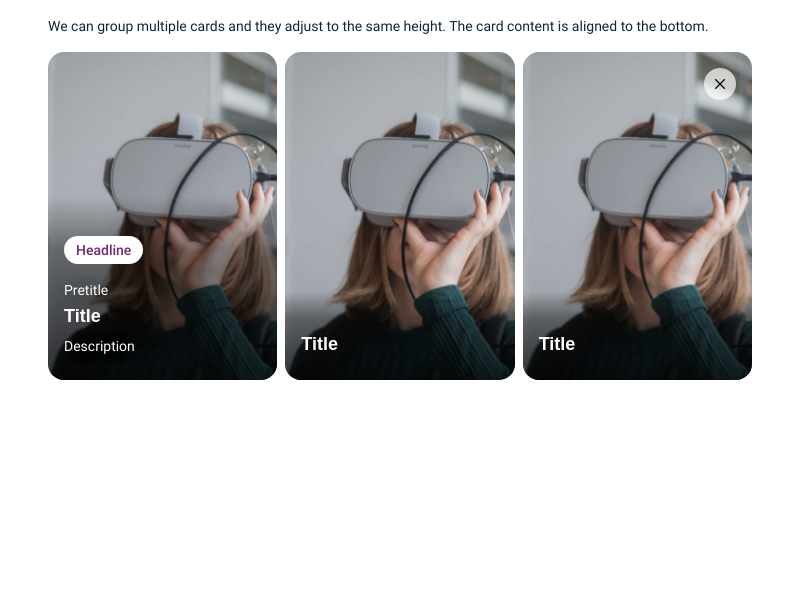 We can group multiple cards and they adjust to the same height. The card content is aligned to the bottom.
Headline
Pretitle
Title
Description
Title
Title